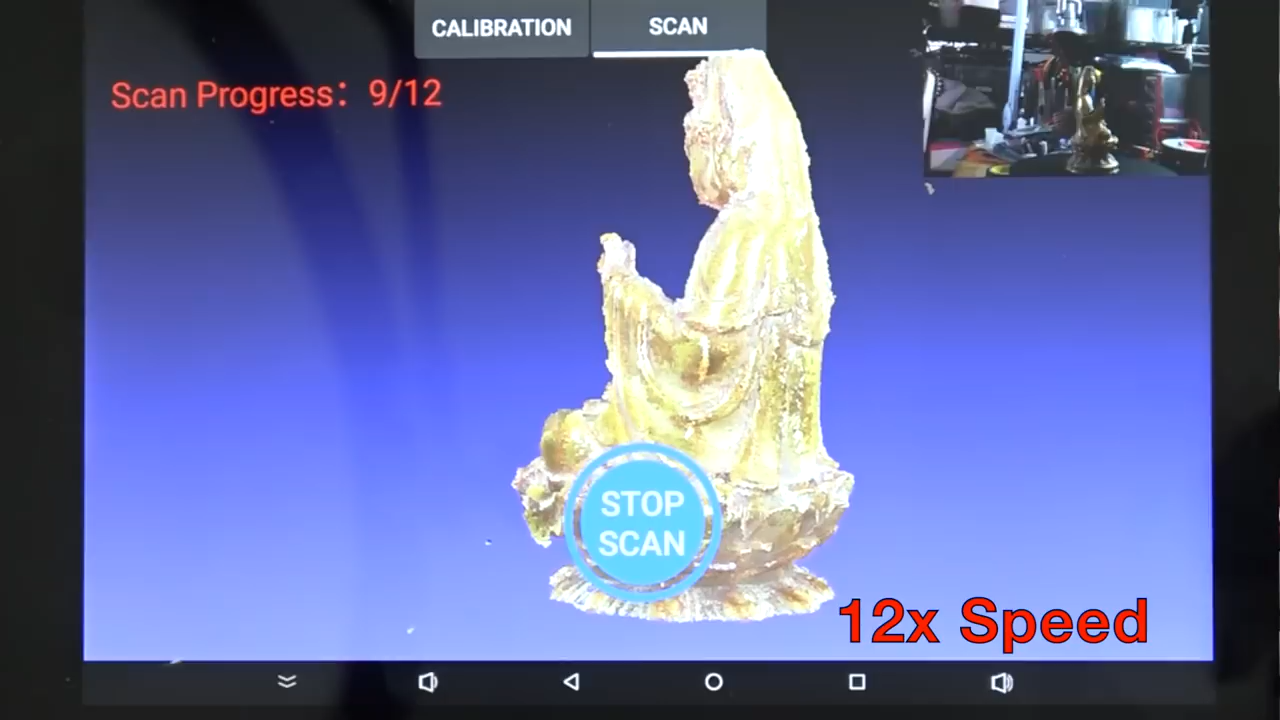 CALIBRATION
SCAN
Scan Progress: 9/12
STOP
SCAN
12x Speed